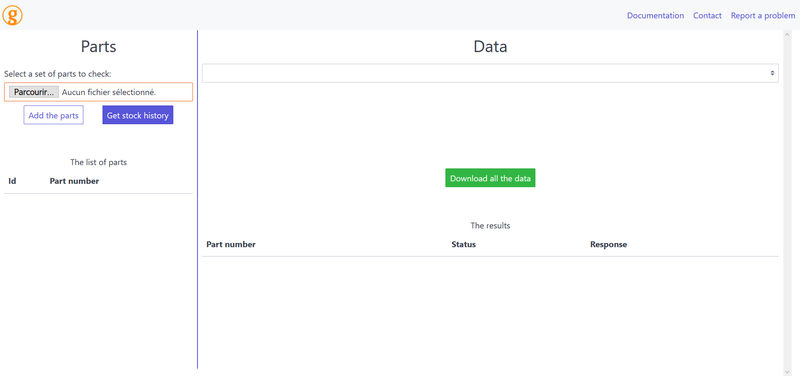 g
Documentation Contact Report a problem
Parts
Select a set of parts to check:
Parcourir... Aucun fichier sélectionné.
Add the parts Get stock history
The list of parts
Id Part number
Data
Download all the data
The results
Part number Status Response